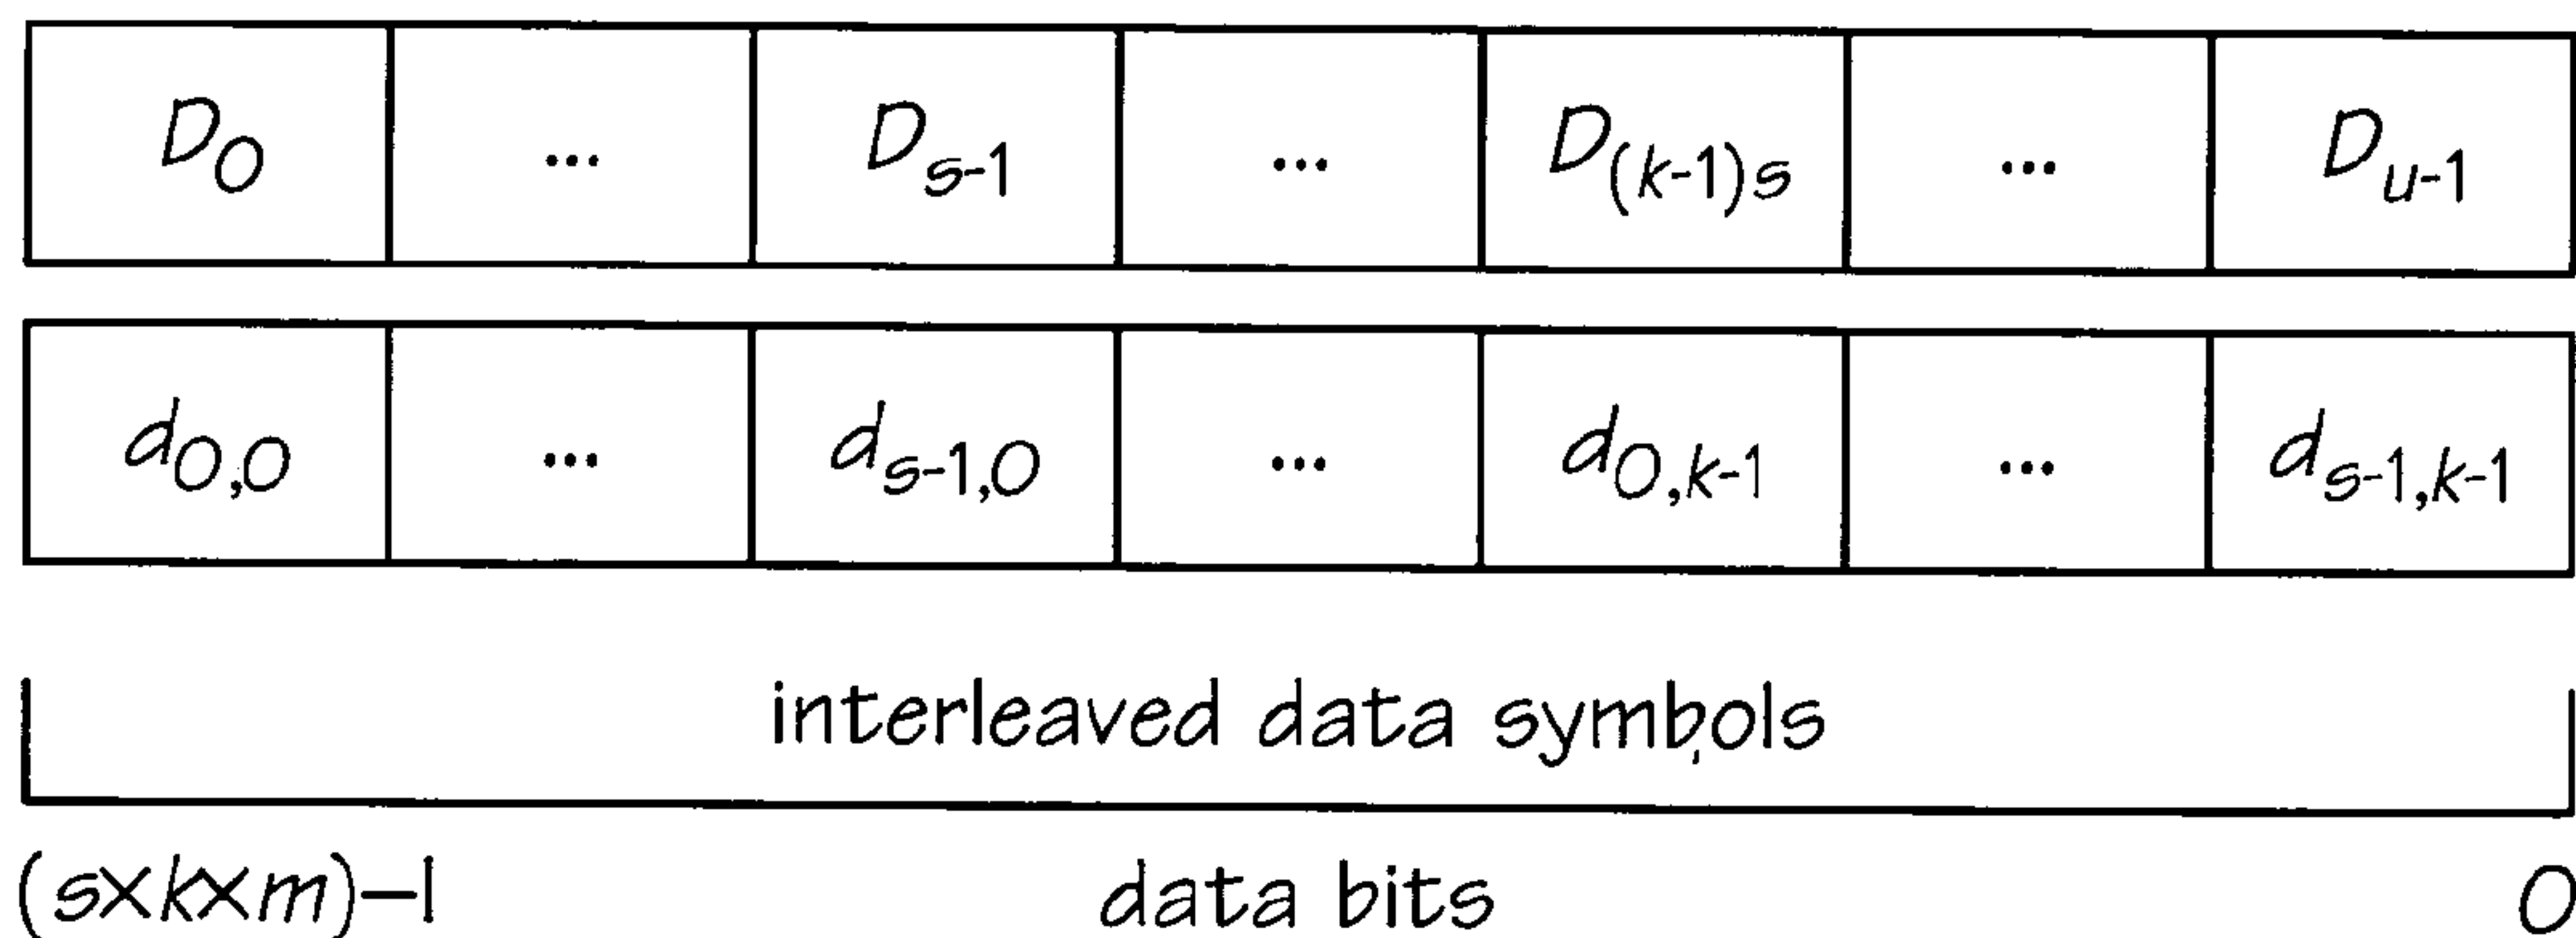 D₀ ... Dₛ₋₁ ... D₍ₖ₋₁₎ₛ ... Dᵤ₋₁
d₀,₀ ... dₛ₋₁,₀ ... d₀,ₖ₋₁ ... dₛ₋₁,ₖ₋₁
interleaved data symbols
(s×k×m)–1 data bits 0